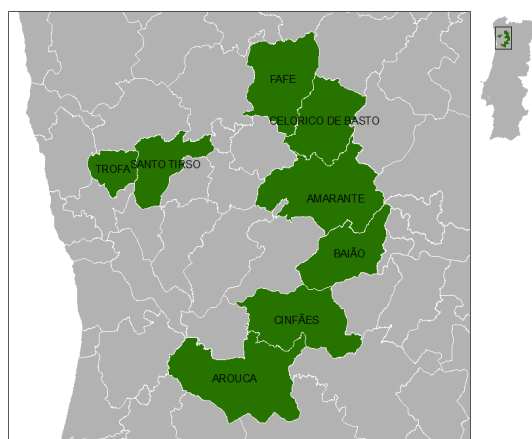 FAFE
CELORICO DE BASTO
SANTO TIRSO
TROFA
AMARANTE
BAIÃO
CINFÃES
AROUCA